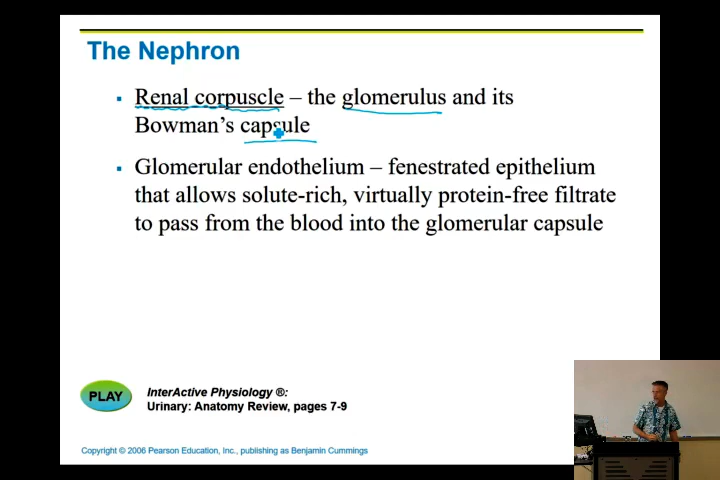 The Nephron
▪ Renal corpuscle – the glomerulus and its
Bowman's capsule
▪ Glomerular endothelium – fenestrated epithelium
that allows solute-rich, virtually protein-free filtrate
to pass from the blood into the glomerular capsule
PLAY
InterActive Physiology ®:
Urinary: Anatomy Review, pages 7-9
Copyright © 2006 Pearson Education, Inc., publishing as Benjamin Cummings